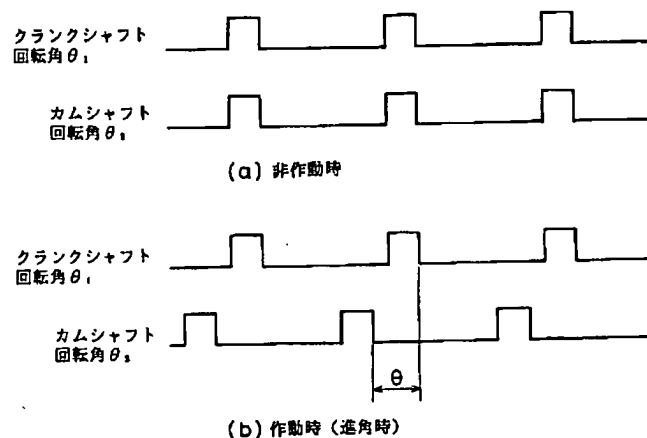 クランクシャフト
回転角θ₁
カムシャフト
回転角θ₂
(a) 非作動時
クランクシャフト
回転角θ₁
カムシャフト
回転角θ₂
θ
(b) 作動時(進角時)